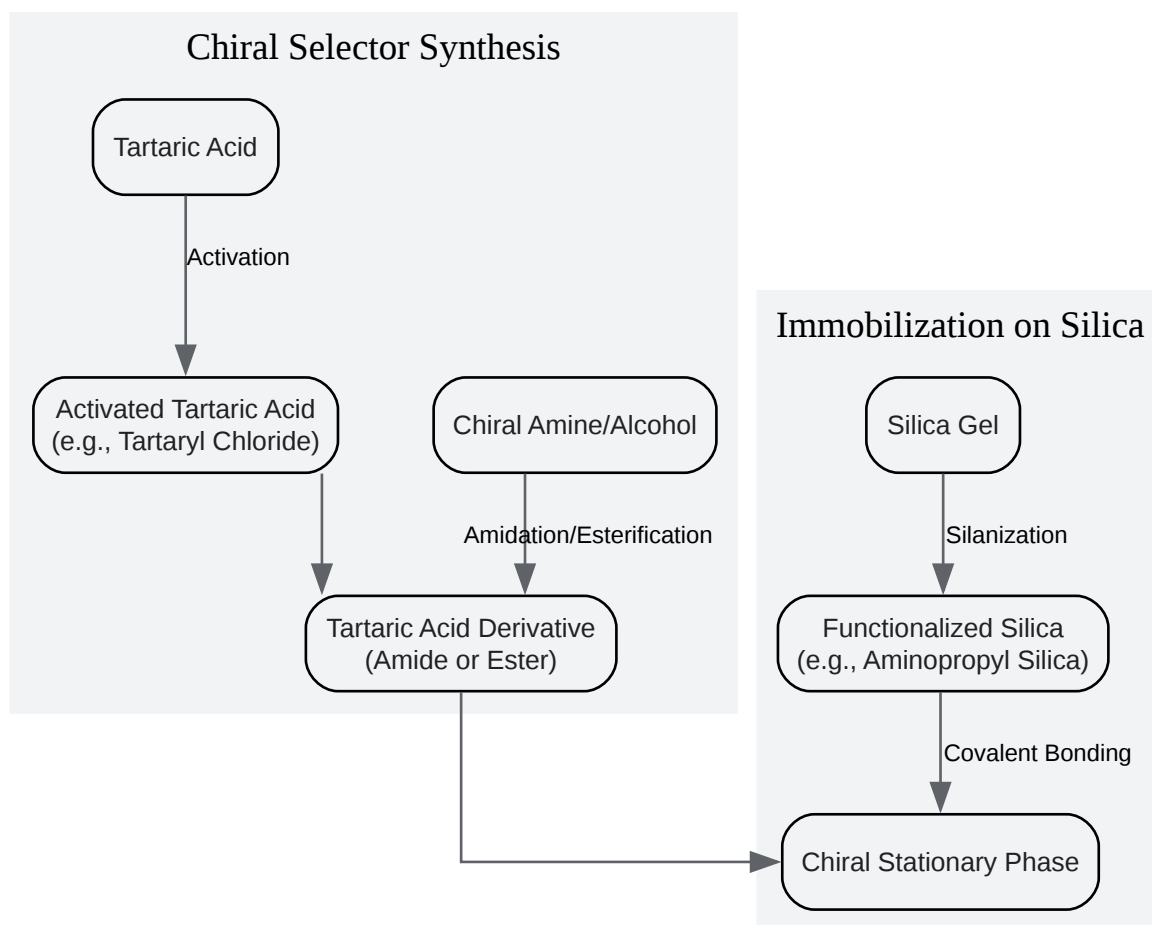 Chiral Selector Synthesis
Tartaric Acid
Activation
Activated Tartaric Acid
(e.g., Tartaryl Chloride)
Chiral Amine/Alcohol
Amidation/Esterification
Tartaric Acid Derivative
(Amide or Ester)
Immobilization on Silica
Silica Gel
Silanization
Functionalized Silica
(e.g., Aminopropyl Silica)
Covalent Bonding
Chiral Stationary Phase